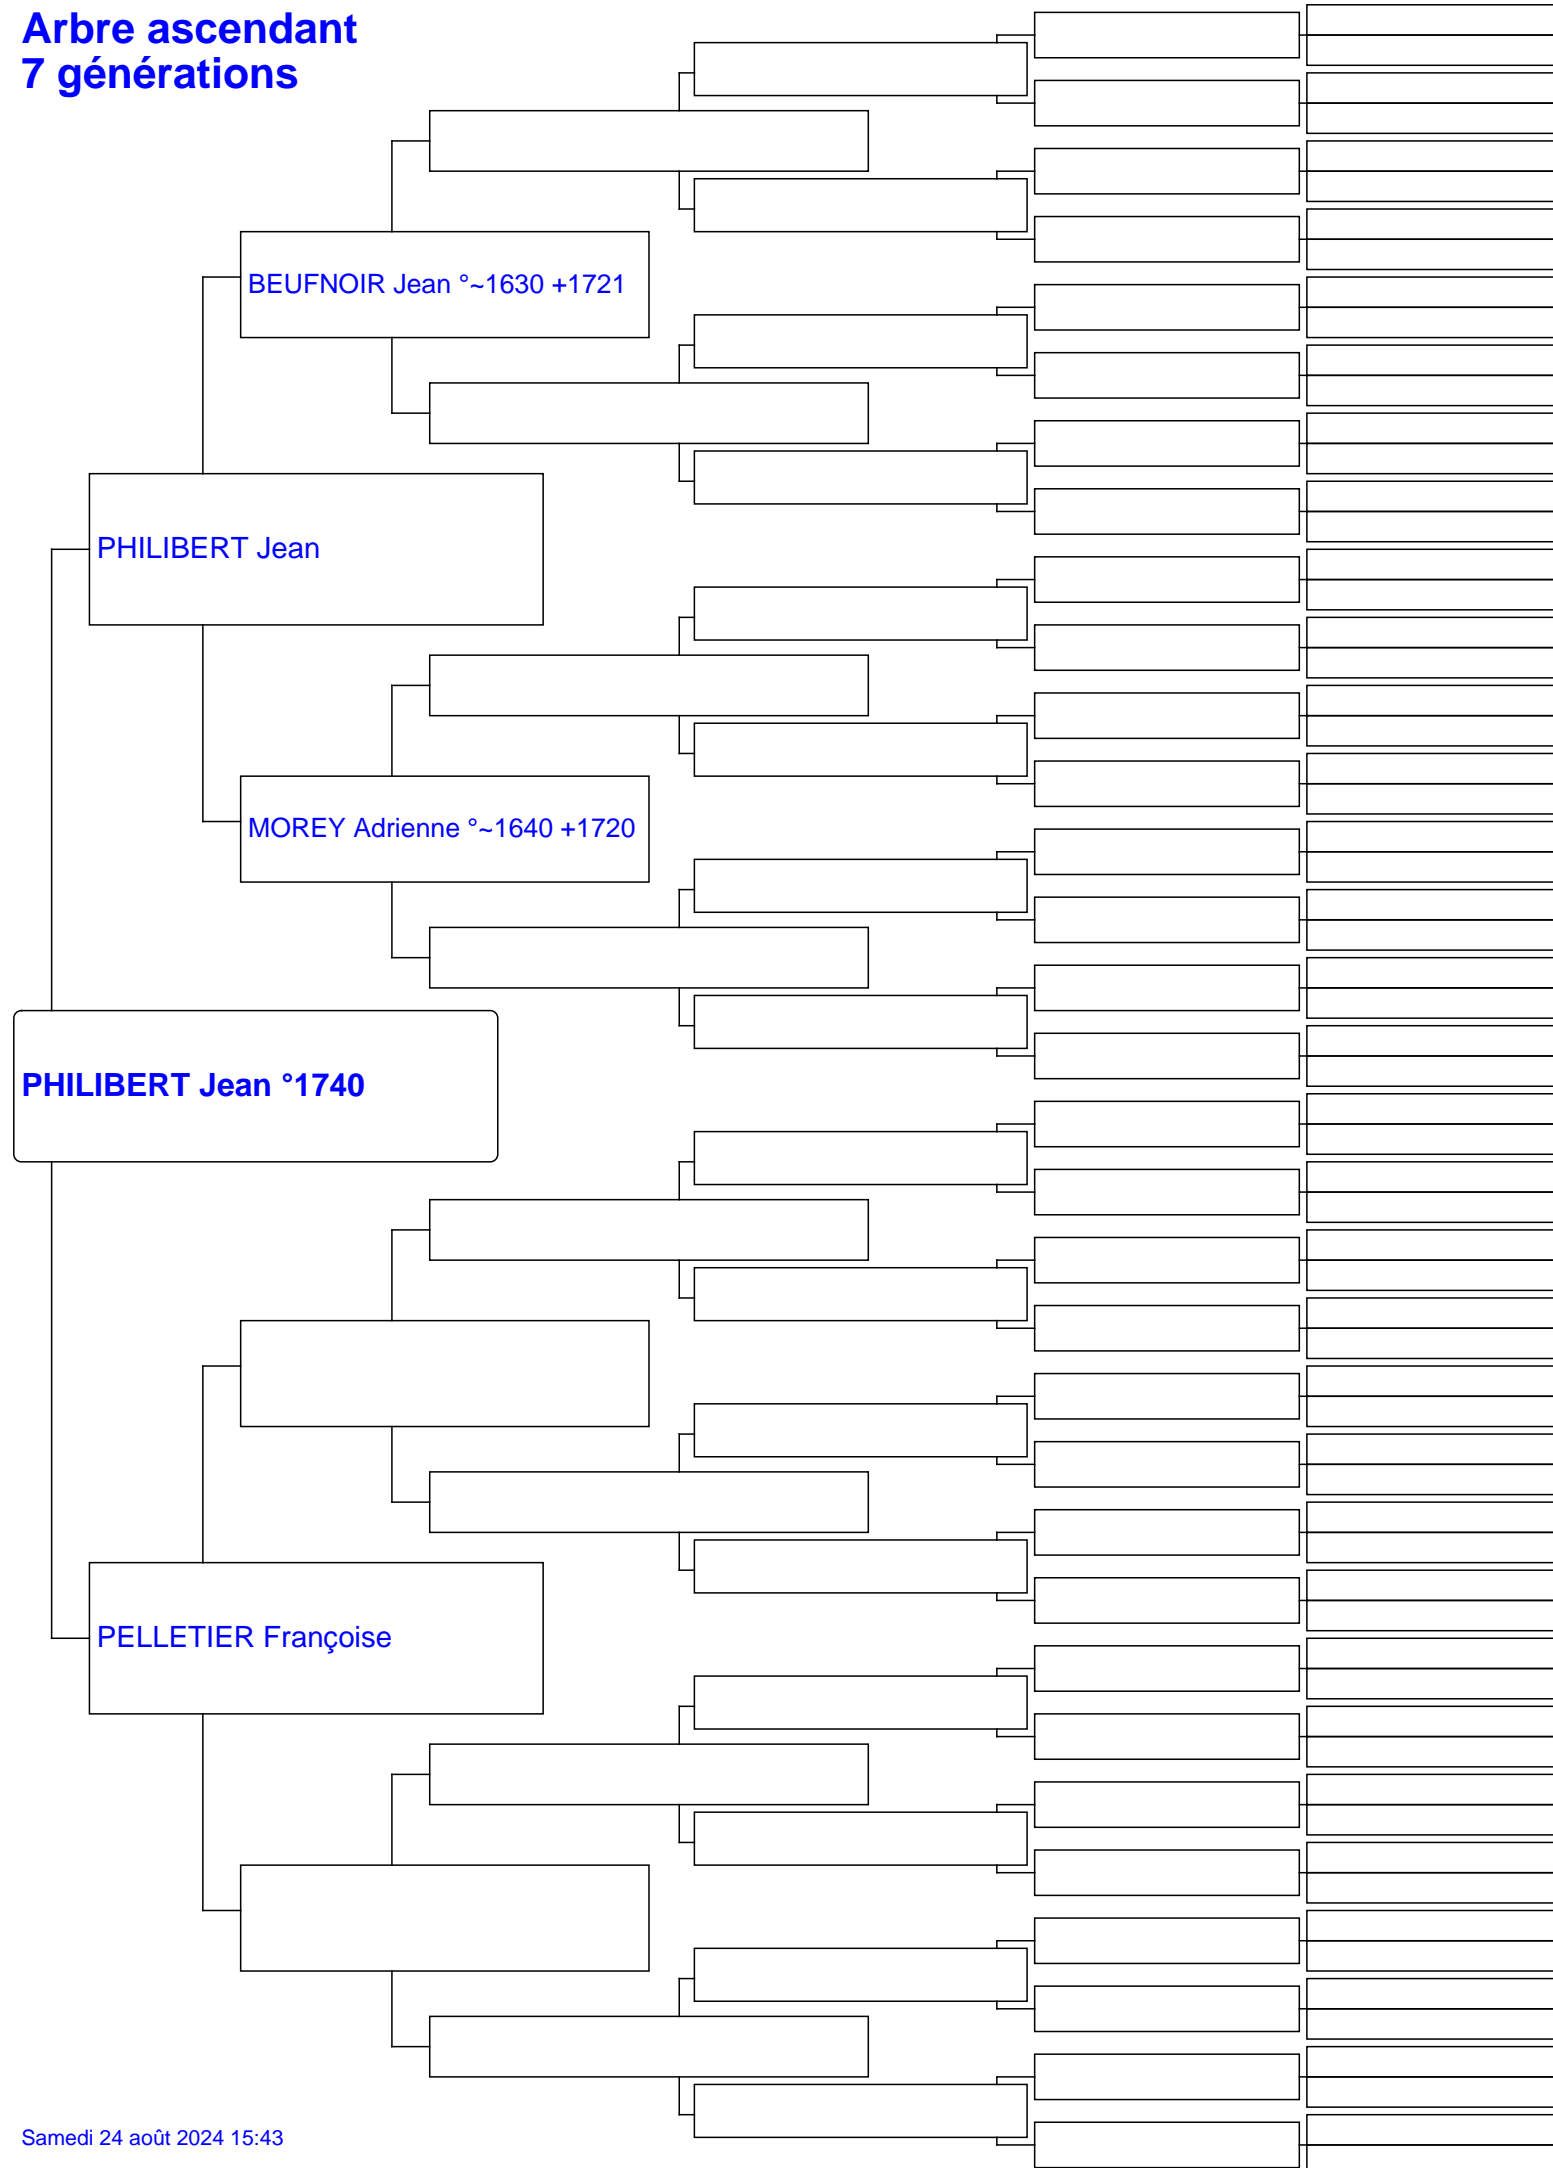 Arbre ascendant
7 générations
BEUFNOIR Jean °~1630 +1721
PHILIBERT Jean
MOREY Adrienne °~1640 +1720
PHILIBERT Jean °1740
PELLETIER Françoise
Samedi 24 août 2024 15:43